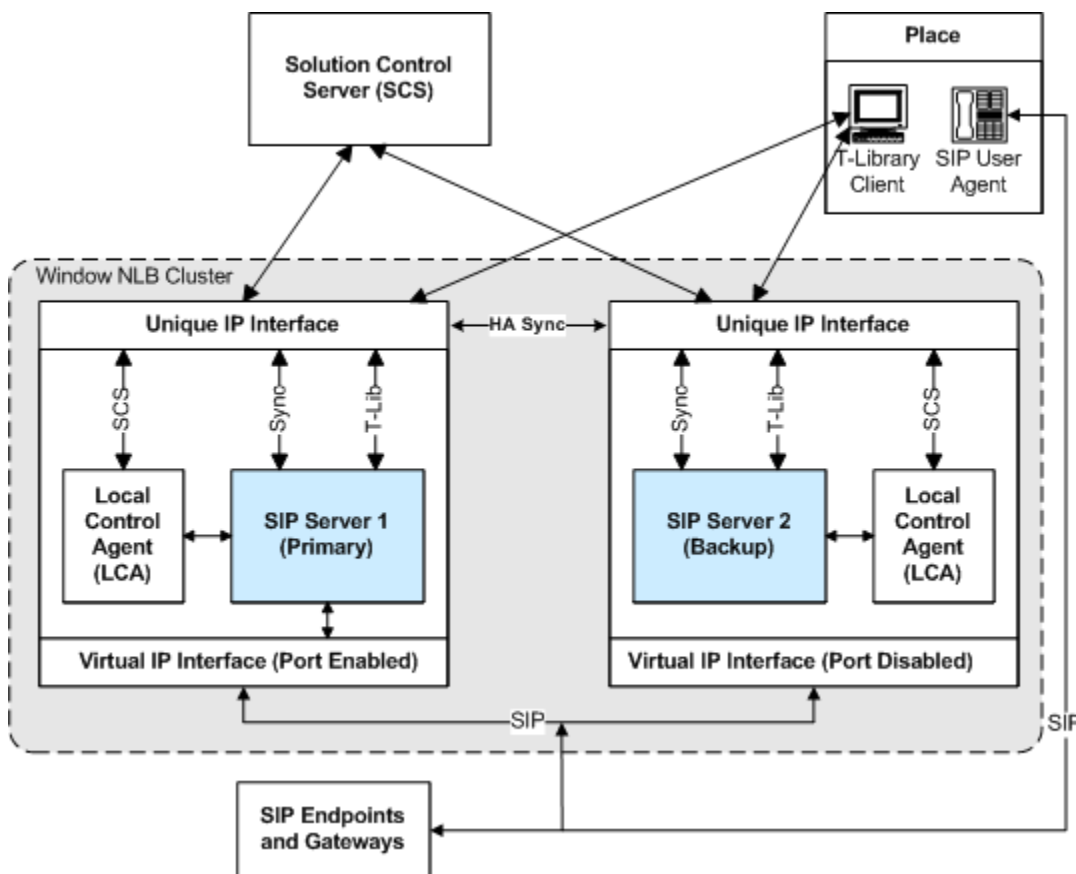 Solution Control
Server (SCS)
Place
T-Library
Client
SIP User
Agent
Window NLB Cluster
Unique IP Interface
HA Sync
Unique IP Interface
SCS
Sync
T-Lib
Sync
T-Lib
SCS
Local
Control
Agent
(LCA)
SIP Server 1
(Primary)
SIP Server 2
(Backup)
Local
Control
Agent
(LCA)
Virtual IP Interface (Port Enabled)
Virtual IP Interface (Port Disabled)
SIP
SIP
SIP Endpoints
and Gateways